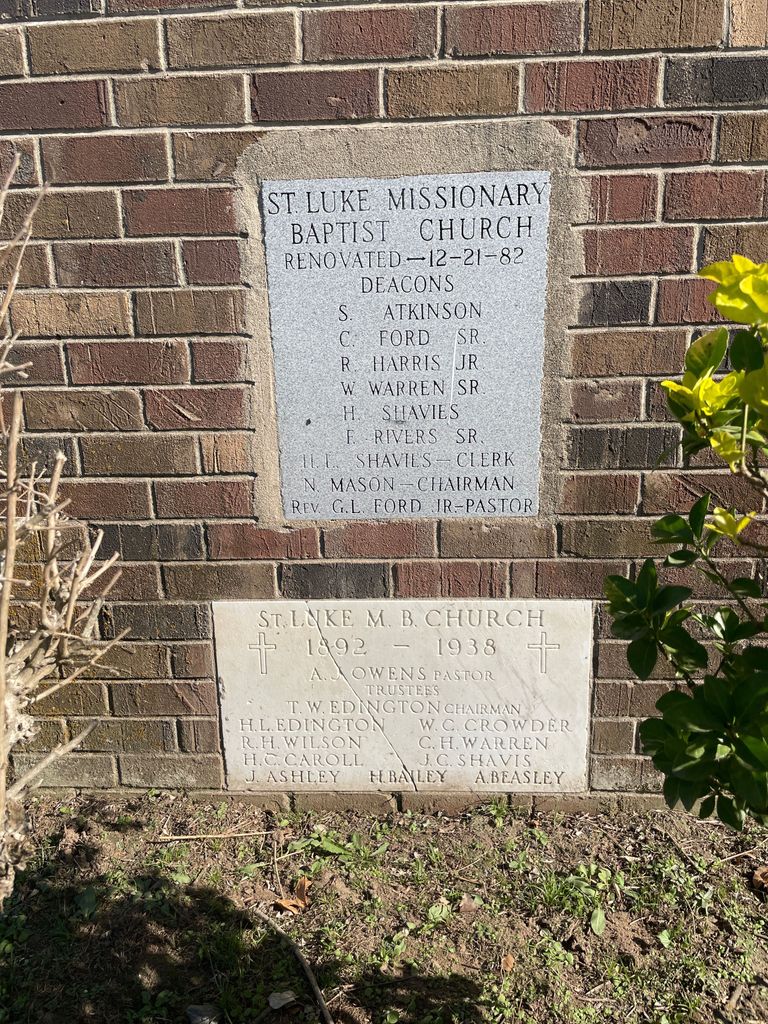 ST. LUKE MISSIONARY
BAPTIST CHURCH
RENOVATED—12-21-82
DEACONS
S. ATKINSON
C. FORD SR.
R. HARRIS JR
W. WARREN SR.
H. SHAVIES
F. RIVERS SR.
H.L. SHAVIES—CLERK
N. MASON—CHAIRMAN
REV. G.L. FORD JR-PASTOR
ST. LUKE M. B. CHURCH
1892 – 1938
A. J. OWENS PASTOR
TRUSTEES
T. W. EDINGTON CHAIRMAN
H. L. EDINGTON W. C. CROWDER
R. H. WILSON C. H. WARREN
H. C. CAROLL J. C. SHAVIS
J. ASHLEY H. BAILEY A. BEASLEY